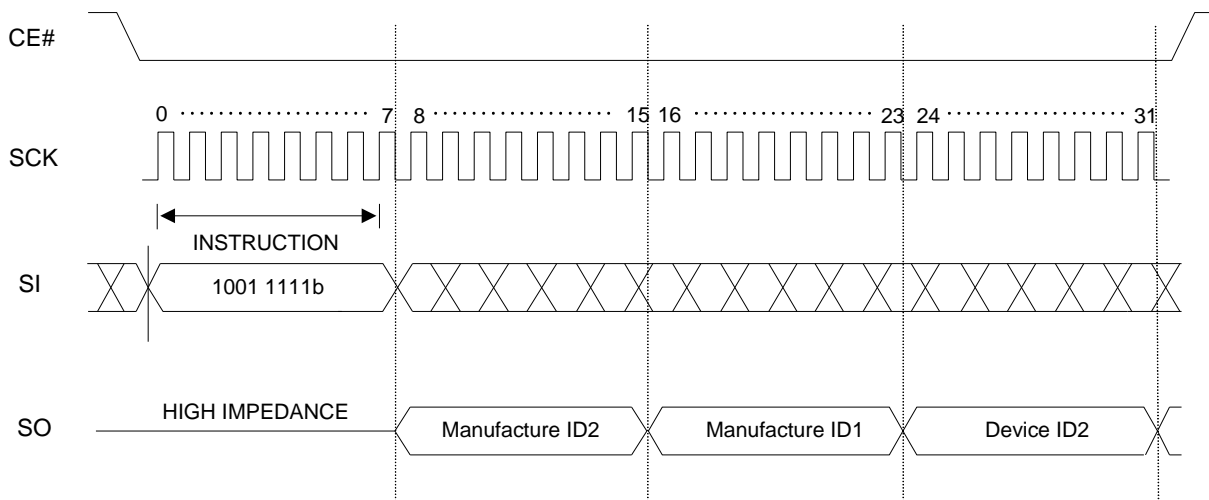 CE#
0 ................... 7 8 ................... 15 16 ................... 23 24 ................... 31
SCK
INSTRUCTION
SI 1001 1111b
HIGH IMPEDANCE
SO Manufacture ID2 Manufacture ID1 Device ID2